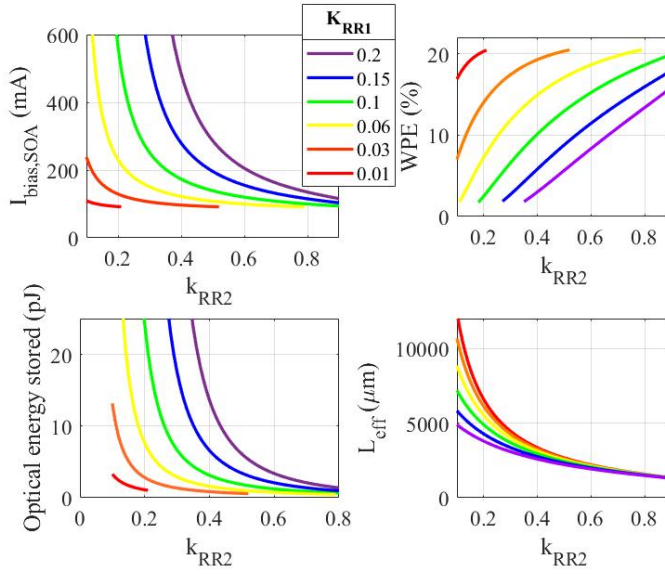 K_RR1
0.2
0.15
0.1
0.06
0.03
0.01
I_bias,SOA (mA)
600
400
200
0
0.2 0.4 0.6 0.8
k_RR2
WPE (%)
20
10
0
0.2 0.4 0.6 0.8
k_RR2
Optical energy stored (pJ)
20
10
0
0 0.2 0.4 0.6 0.8
k_RR2
L_eff (μm)
10000
5000
0
0.2 0.4 0.6 0.8
k_RR2